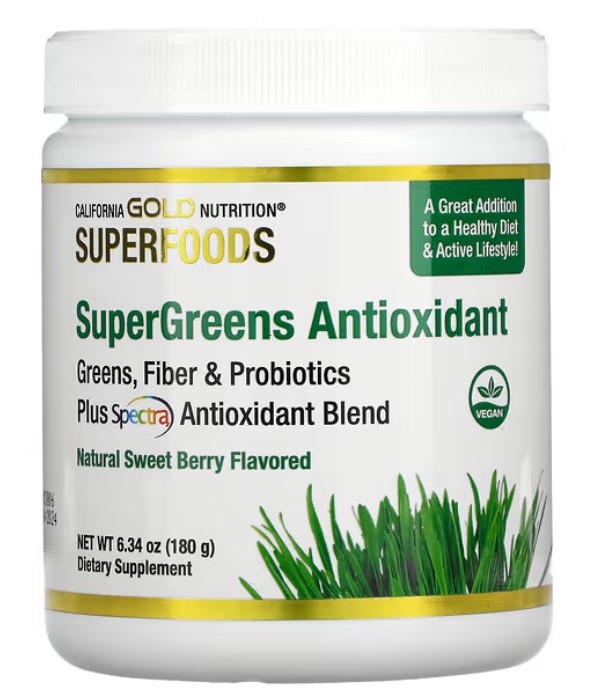 CALIFORNIA GOLD NUTRITION®
SUPERFOODS
A Great Addition
to a Healthy Diet
& Active Lifestyle!
SuperGreens Antioxidant
Greens, Fiber & Probiotics
Plus Spectra Antioxidant Blend
VEGAN
Natural Sweet Berry Flavored
NET WT 6.34 oz (180 g)
Dietary Supplement